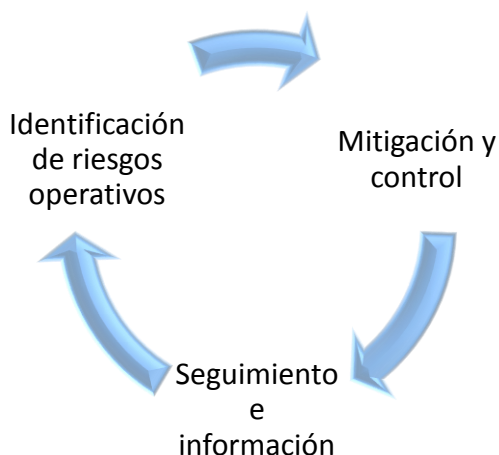 Identificación
de riesgos
operativos
Mitigación y
control
Seguimiento
e
información